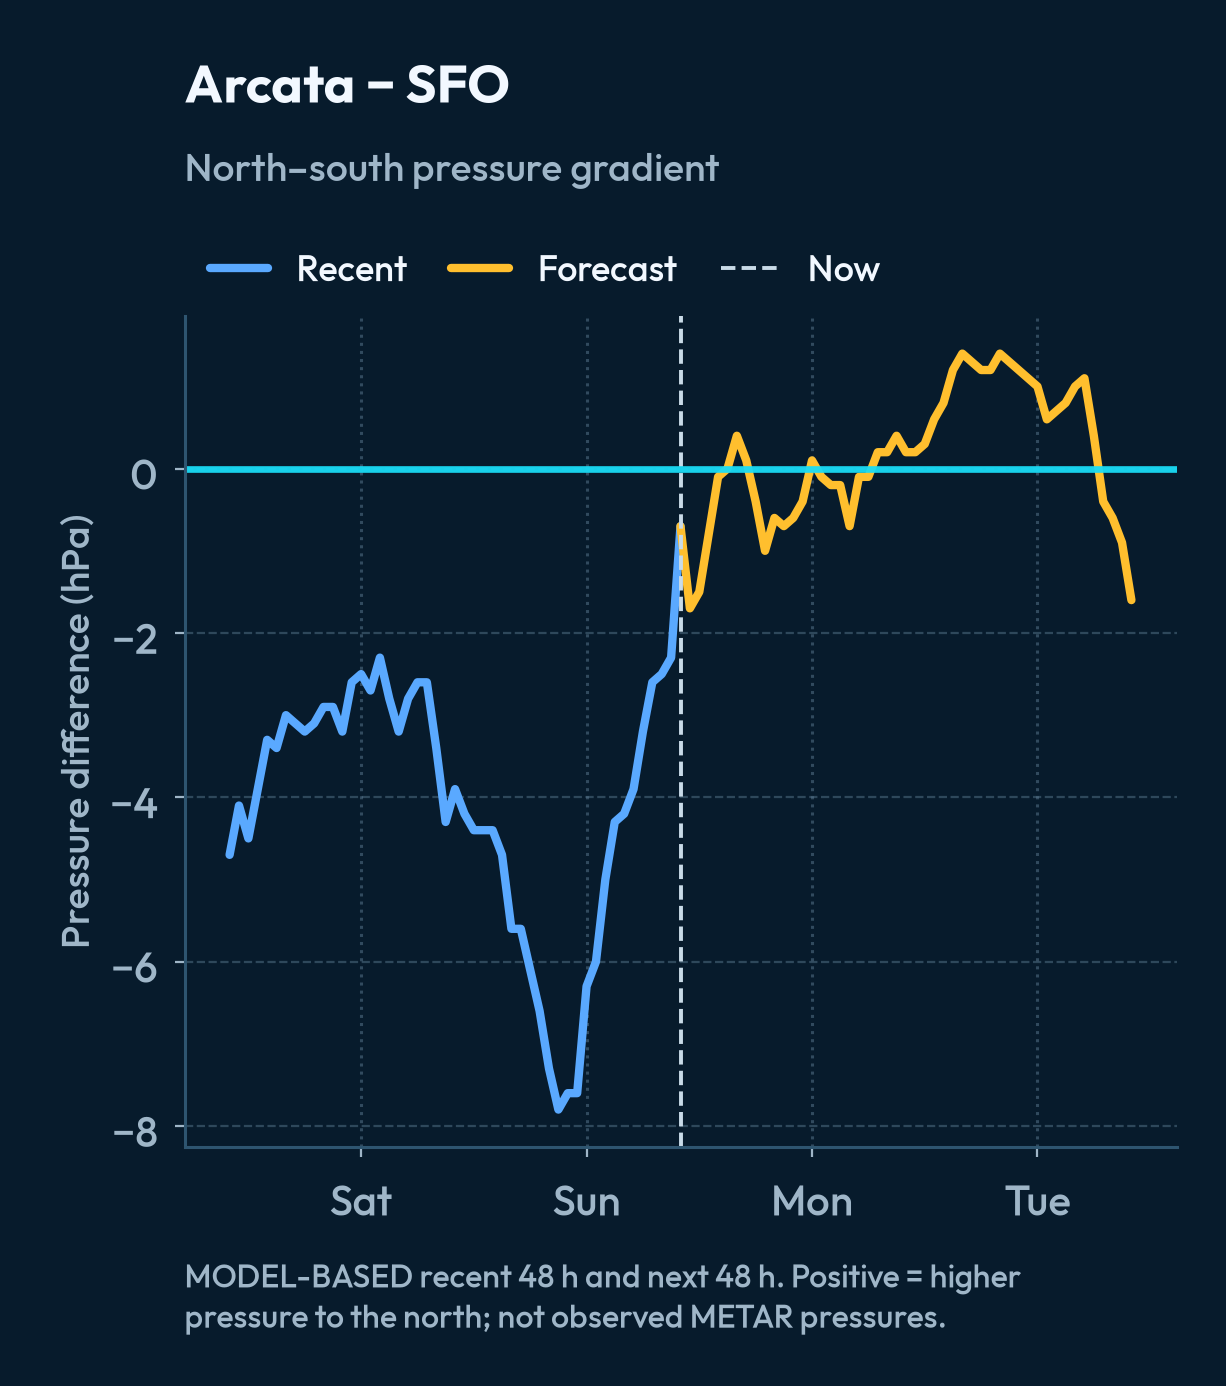 Arcata – SFO
North–south pressure gradient
Recent Forecast Now
Pressure difference (hPa)
0
−2
−4
−6
−8
Sat Sun Mon Tue
MODEL-BASED recent 48 h and next 48 h. Positive = higher
pressure to the north; not observed METAR pressures.